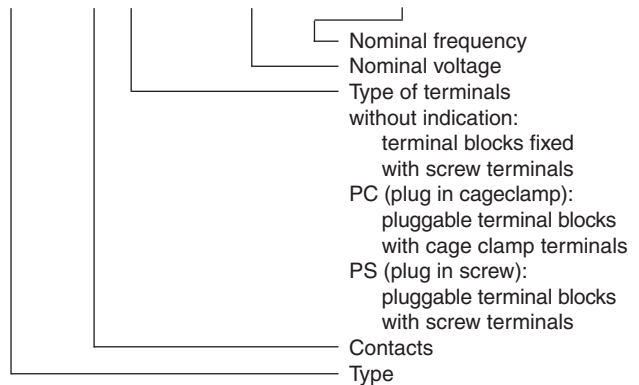 Nominal frequency
Nominal voltage
Type of terminals
without indication:
terminal blocks fixed
with screw terminals
PC (plug in cageclamp):
pluggable terminal blocks
with cage clamp terminals
PS (plug in screw):
pluggable terminal blocks
with screw terminals
Contacts
Type